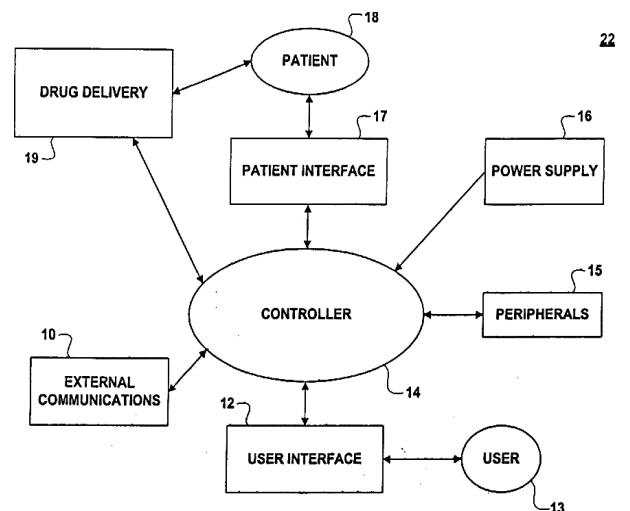 18
22
PATIENT
DRUG DELIVERY
19
17
PATIENT INTERFACE
16
POWER SUPPLY
CONTROLLER
15
PERIPHERALS
10
EXTERNAL
COMMUNICATIONS
14
12
USER INTERFACE
USER
13